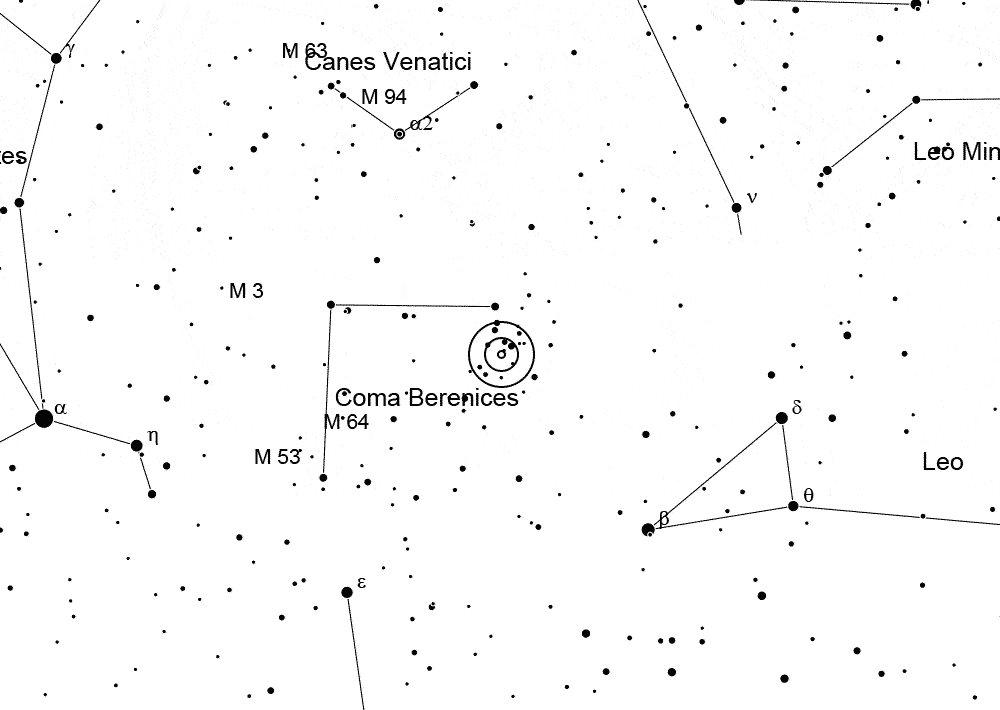 γ
M 63
Canes Venatici
M 94
α2
tes
Leo Min
ν
M 3
Coma Berenices
α
δ
M 64
η
M 53
Leo
θ
β
ε